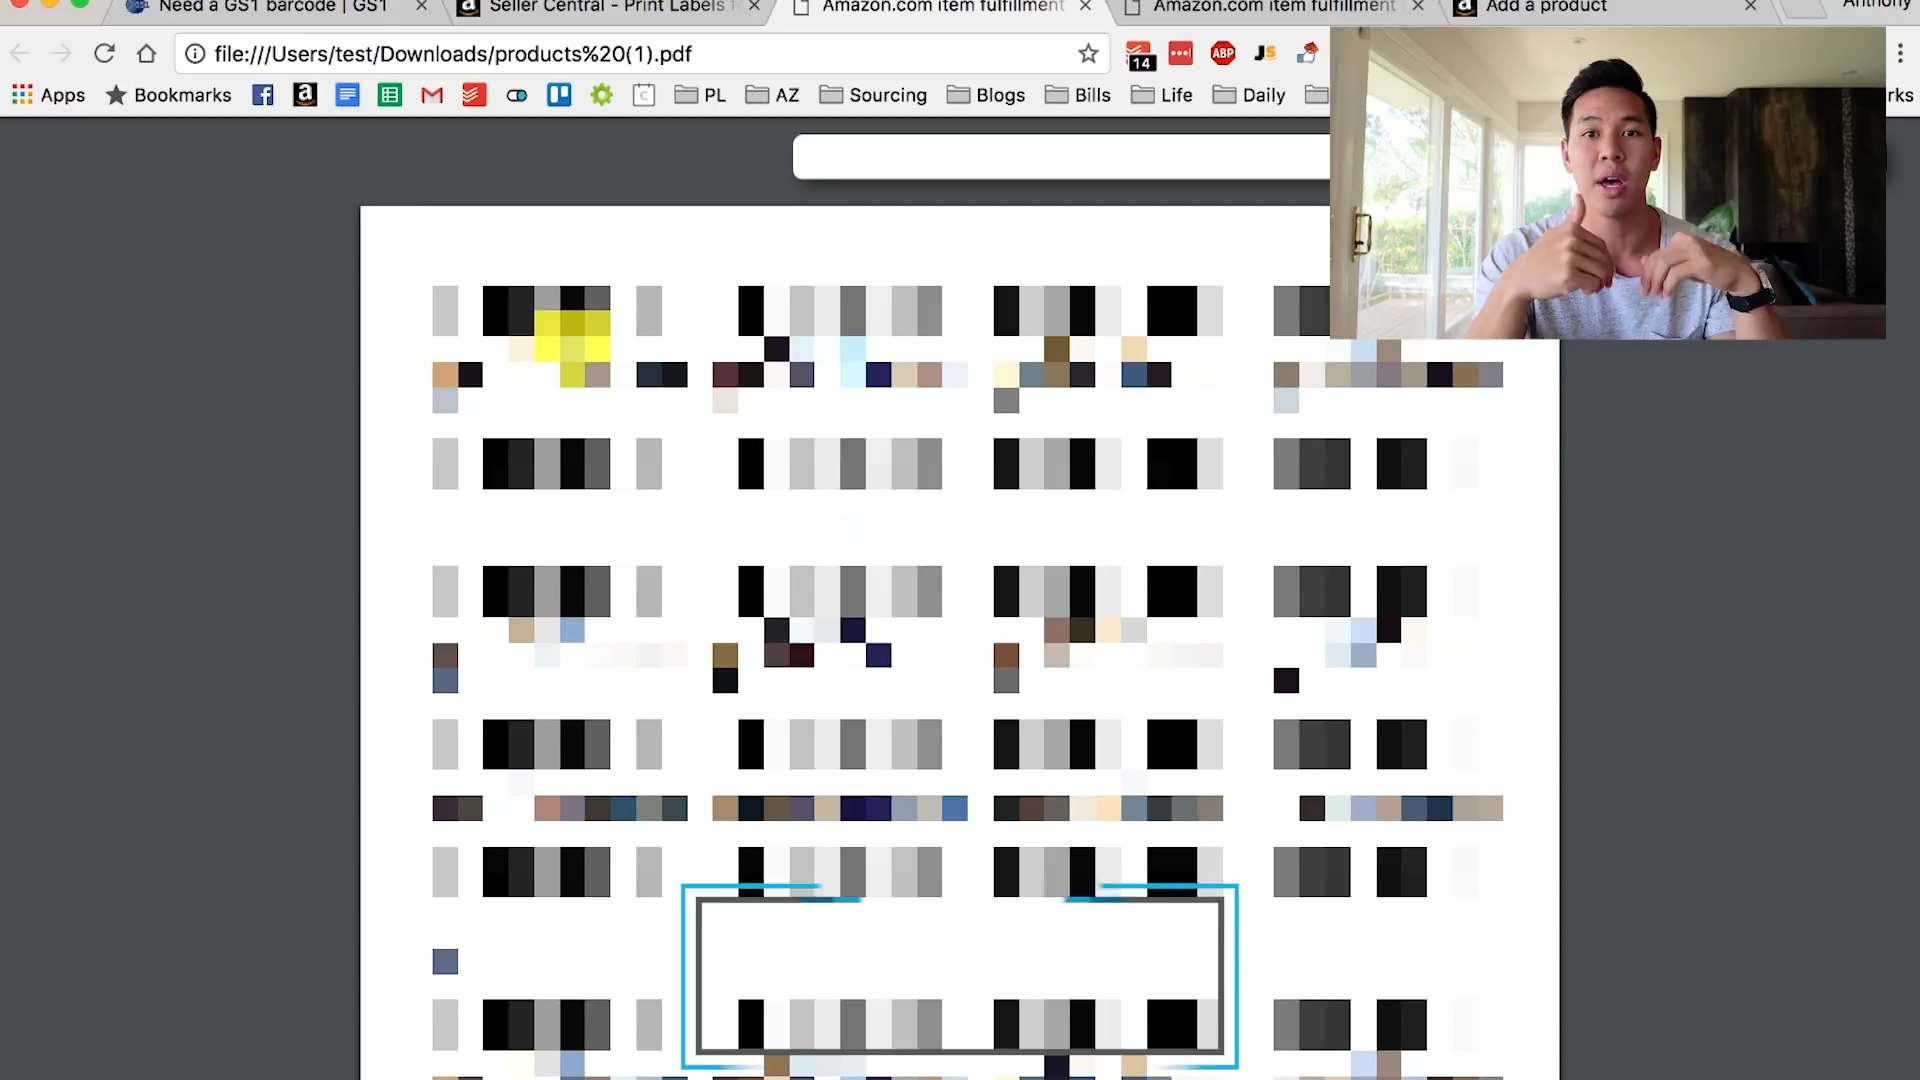 Need a GS1 barcode | GS1
Seller Central - Print Labels f
Amazon.com item fulfillment
Amazon.com item fulfillment
Add a product
Anthony
file:///Users/test/Downloads/products%20(1).pdf
14
ABP
JS
Apps
Bookmarks
PL
AZ
Sourcing
Blogs
Bills
Life
Daily
rks